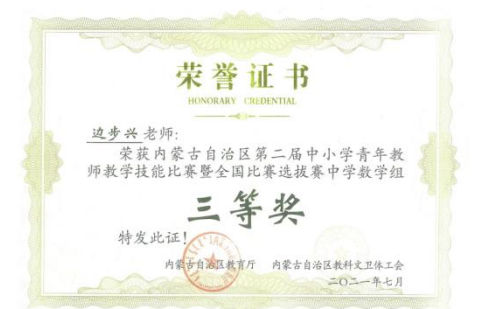 荣誉证书
HONORARY CREDENTIAL
边步兴老师:
荣获内蒙古自治区第二届中小学青年教
师教学技能比赛暨全国比赛选拔赛中学数学组
三等奖
特发此证!
内蒙古自治区教育厅 内蒙古自治区教科文卫体工会
二〇二一年七月